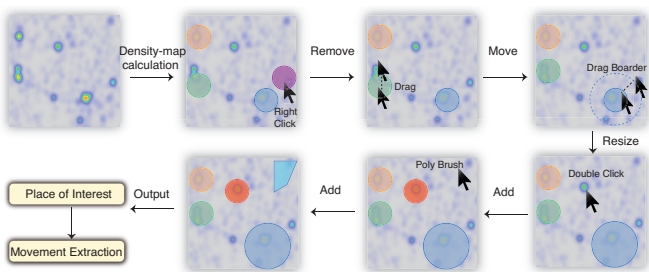 Density-map
calculation
Remove
Move
Drag Boarder
Drag
Right
Click
Resize
Poly Brush
Double Click
Place of Interest
Output
Add
Add
Movement Extraction